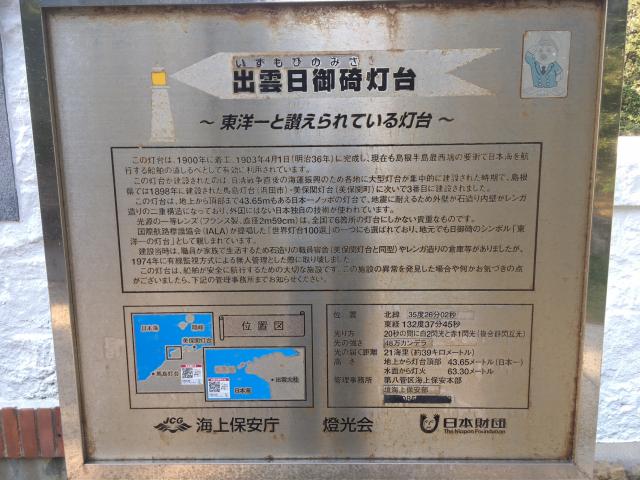 いずもひのみさき
出雲日御碕灯台
～ 東洋一と讃えられている灯台 ～
この灯台は、1900年に着工、1903年4月1日(明治36年)に完成し、現在も島根半島最西端の要衝で日本海を航
行する船舶の道しるべとして有効に利用されています。
この灯台が建設されたのは、日清戦争直後の海運振興のため各地に大型灯台が集中的に建設された時期で、島根
県では1898年に建設された馬島灯台(浜田市)・美保関灯台(美保関町)に次いで3番目に建設されました。
この灯台は、地上から頂部まで43.65mもある日本一ノッポの灯台で、地震に耐えるため外壁が石造り内壁がレンガ
造りの二重構造になっており、外国にはない日本独自の技術が使われています。
光源の一等レンズ(フランス製、直径2m59cm)は、全国でも5箇所の灯台にしかない貴重なものです。
国際航路標識協会(IALA)が提唱した「世界灯台100選」の一つにも選ばれており、地元でも日御碕のシンボル「東
洋一の灯台」として親しまれています。
建設当時は、職員が家族で生活するため石造りの職員宿舎(美保関灯台と同型)やレンガ造りの倉庫等がありましたが、
1974年に有線監視方式による無人管理とした際に取り壊しました。
この灯台は、船舶が安全に航行するための大切な施設です。この施設の異常を発見した場合や何かお気づきの点
がございましたら、下記の管理事務所までお知らせください。
位置図
日本海
隠岐
美保関灯台
馬島灯台
日本海
出雲大社
位 置 北緯 35度26分02秒
東経 132度37分45秒
光り方 20秒の間に白2閃光と赤1閃光(複合群閃互光)
光の強さ 48万カンデラ
光の届く距離 21海里(約39キロメートル)
高 さ 地上から灯台頂部 43.65メートル(日本一)
水面から灯火 63.30メートル
管理事務所 第八管区海上保安本部
境海上保安部
JCG 海上保安庁
燈光会
日本財団
The Nippon Foundation